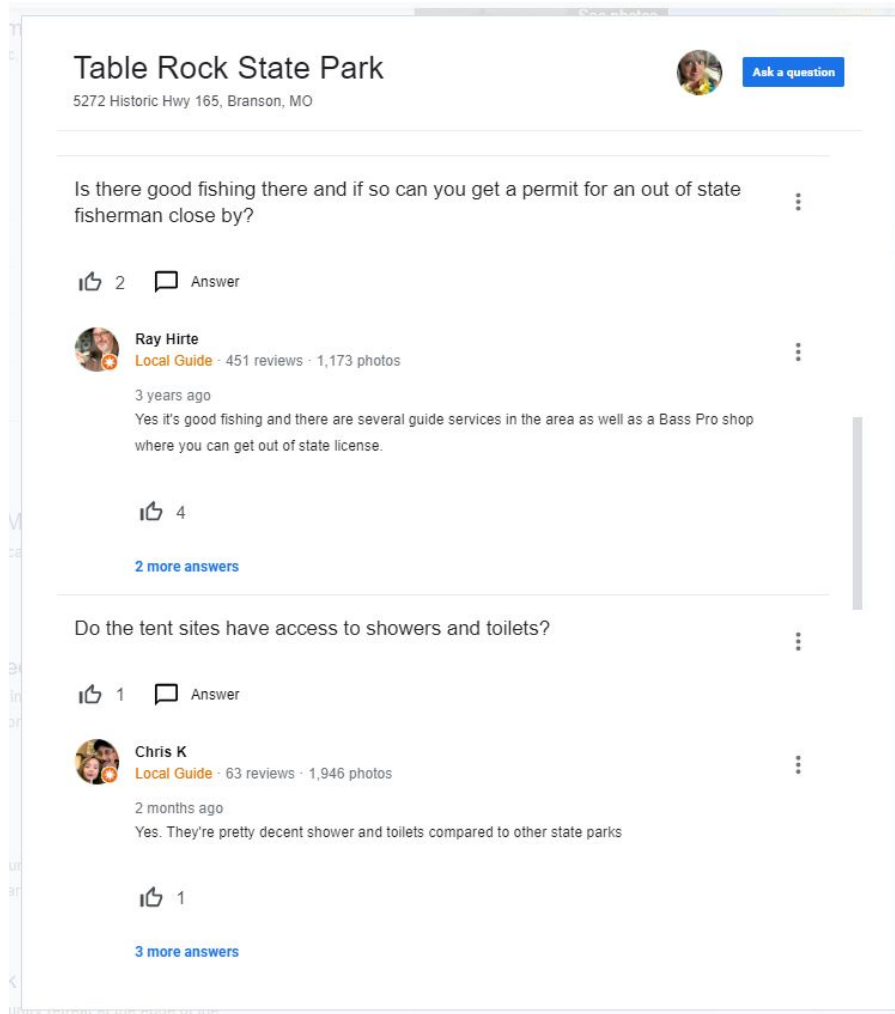 See photos
Table Rock State Park
5272 Historic Hwy 165, Branson, MO
Ask a question
Is there good fishing there and if so can you get a permit for an out of state
fisherman close by?
2 Answer
Ray Hirte
Local Guide · 451 reviews · 1,173 photos
3 years ago
Yes it's good fishing and there are several guide services in the area as well as a Bass Pro shop
where you can get out of state license.
4
2 more answers
Do the tent sites have access to showers and toilets?
1 Answer
Chris K
Local Guide · 63 reviews · 1,946 photos
2 months ago
Yes. They're pretty decent shower and toilets compared to other state parks
1
3 more answers